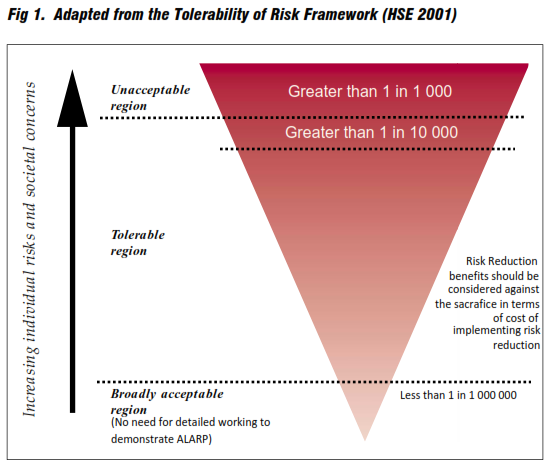 Fig 1. Adapted from the Tolerability of Risk Framework (HSE 2001)
Increasing individual risks and societal concerns
Unacceptable
region
Greater than 1 in 1 000
Greater than 1 in 10 000
Tolerable
region
Risk Reduction
benefits should be
considered against
the sacrafice in terms
of cost of
implementing risk
reduction
Broadly acceptable
region
(No need for detailed working to
demonstrate ALARP)
Less than 1 in 1 000 000